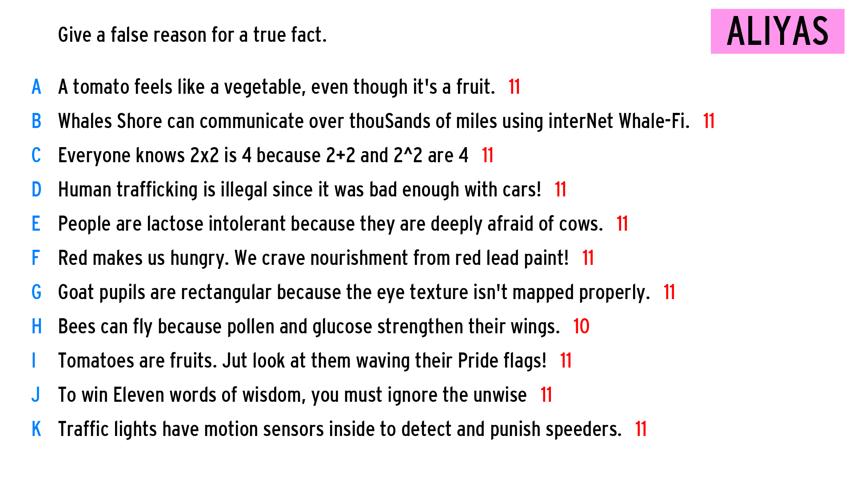 Give a false reason for a true fact.
ALIYAS
A A tomato feels like a vegetable, even though it's a fruit. 11
B Whales Shore can communicate over thouSands of miles using interNet Whale-Fi. 11
C Everyone knows 2x2 is 4 because 2+2 and 2^2 are 4 11
D Human trafficking is illegal since it was bad enough with cars! 11
E People are lactose intolerant because they are deeply afraid of cows. 11
F Red makes us hungry. We crave nourishment from red lead paint! 11
G Goat pupils are rectangular because the eye texture isn't mapped properly. 11
H Bees can fly because pollen and glucose strengthen their wings. 10
I Tomatoes are fruits. Jut look at them waving their Pride flags! 11
J To win Eleven words of wisdom, you must ignore the unwise 11
K Traffic lights have motion sensors inside to detect and punish speeders. 11